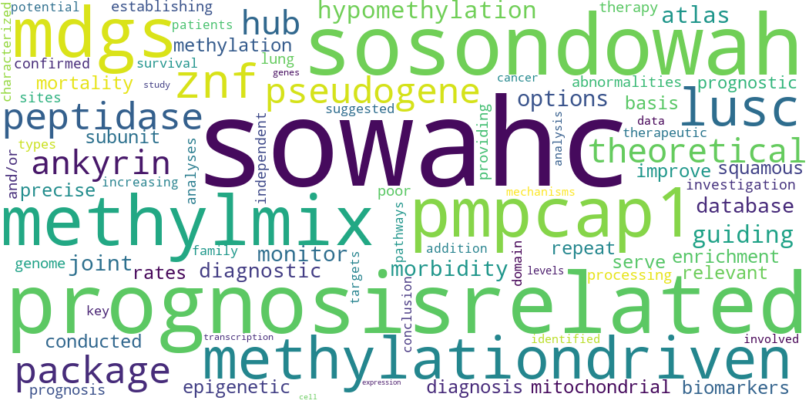 potential
establishing
hypomethylation
therapy
atlas
mdgs
hub
patients
methylation
sosondowah
characterized
confirmed
survival
lung
znf
genes
cancer
abnormalities
prognostic
mortality
study
pseudogene
options
basis
lusc
sites
suggested
data
peptidase
sowahc
providing
analysis
therapeutic
types
subunit
independent
theoretical
and/or
ankyrin
analyses
improve
squamous
precise
increasing
poor
mechanisms
investigation
methylmix
pmpcap1
database
pathways
guiding
genome
joint
family
monitor
addition
repeat
enrichment
rates
diagnostic
targets
morbidity
levels
domain
serve
relevant
processing
prognosisrelated
key
conducted
transcription
conclusion
identified
involved
package
methylationdriven
prognosis
epigenetic
expression
diagnosis
mitochondrial
biomarkers
cell